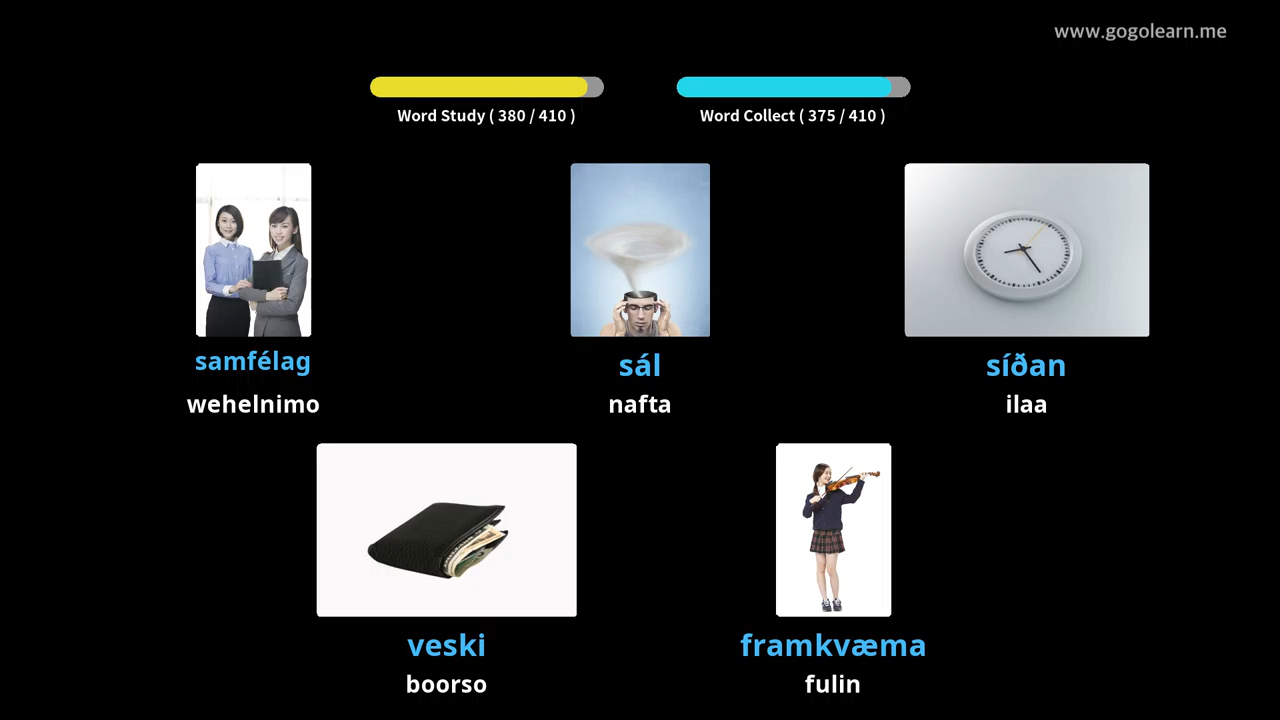 www.gogolearn.me
Word Study ( 380 / 410 )
Word Collect ( 375 / 410 )
samfélag
wehelnimo
sál
nafta
síðan
ilaa
veski
boorso
framkvæma
fulin